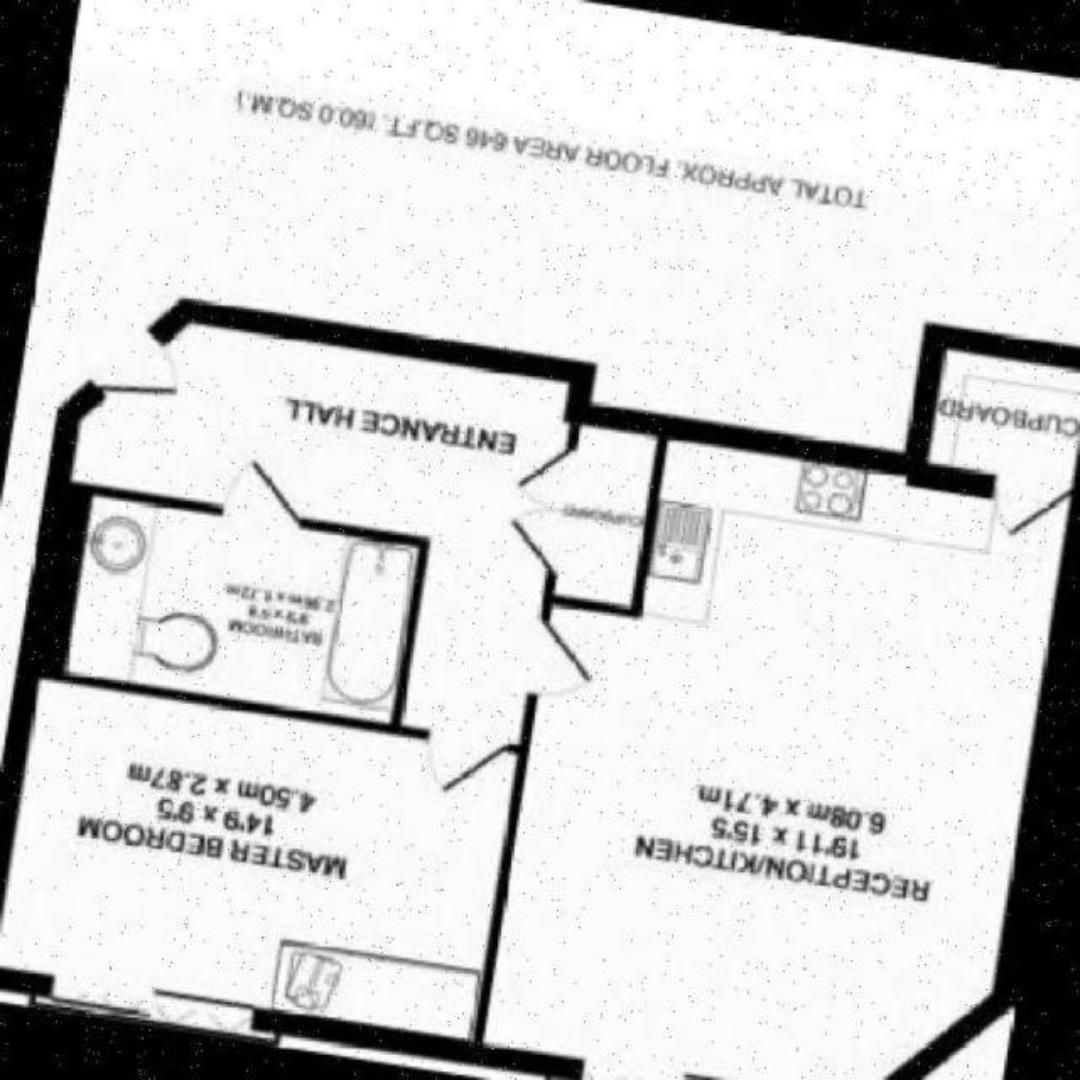 RECEPTION/KITCHEN
19'11 x 15'5
6.08m x 4.71m
MASTER BEDROOM
14'9 x 9'5
4.50m x 2.87m
BATHROOM
2.96m x 1.72m
CUPBOARD
ENTRANCE HALL
CUPBOARD
TOTAL APPROX. FLOOR AREA 646 SQ.FT. (60.0 SQ.M.)